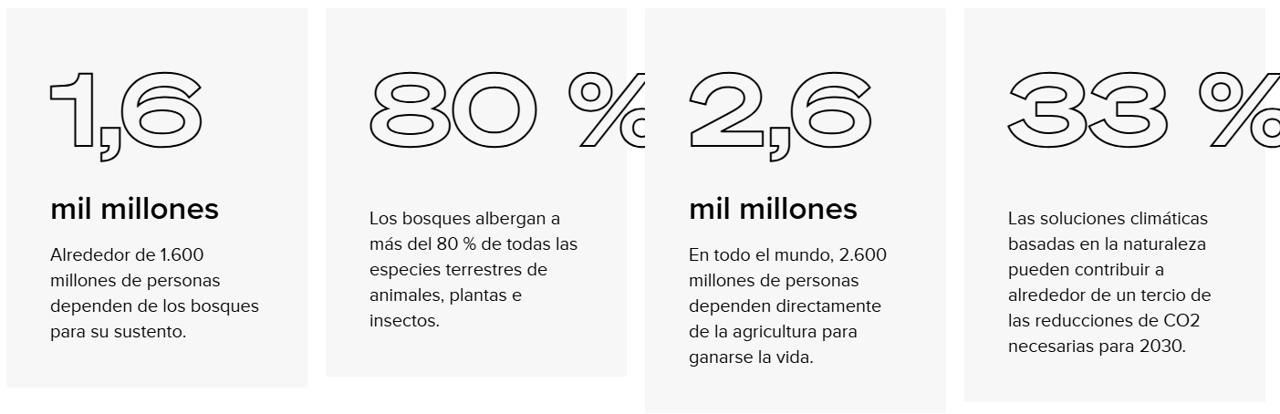 1,6
mil millones
Alrededor de 1.600
millones de personas
dependen de los bosques
para su sustento.
80 %
Los bosques albergan a
más del 80 % de todas las
especies terrestres de
animales, plantas e
insectos.
2,6
mil millones
En todo el mundo, 2.600
millones de personas
dependen directamente
de la agricultura para
ganarse la vida.
33 %
Las soluciones climáticas
basadas en la naturaleza
pueden contribuir a
alrededor de un tercio de
las reducciones de CO2
necesarias para 2030.